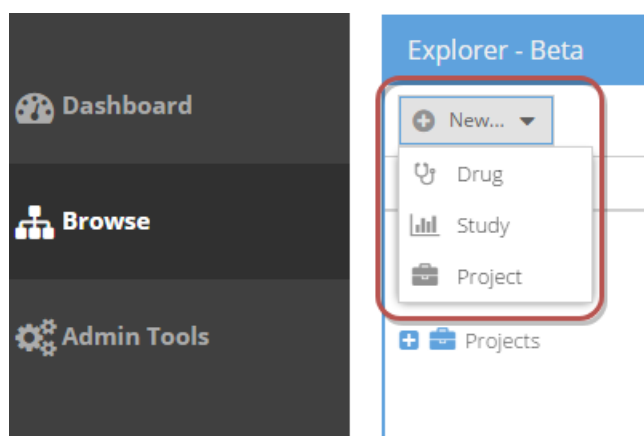 Dashboard
Browse
Admin Tools
Explorer - Beta
New...
Drug
Study
Project
Projects